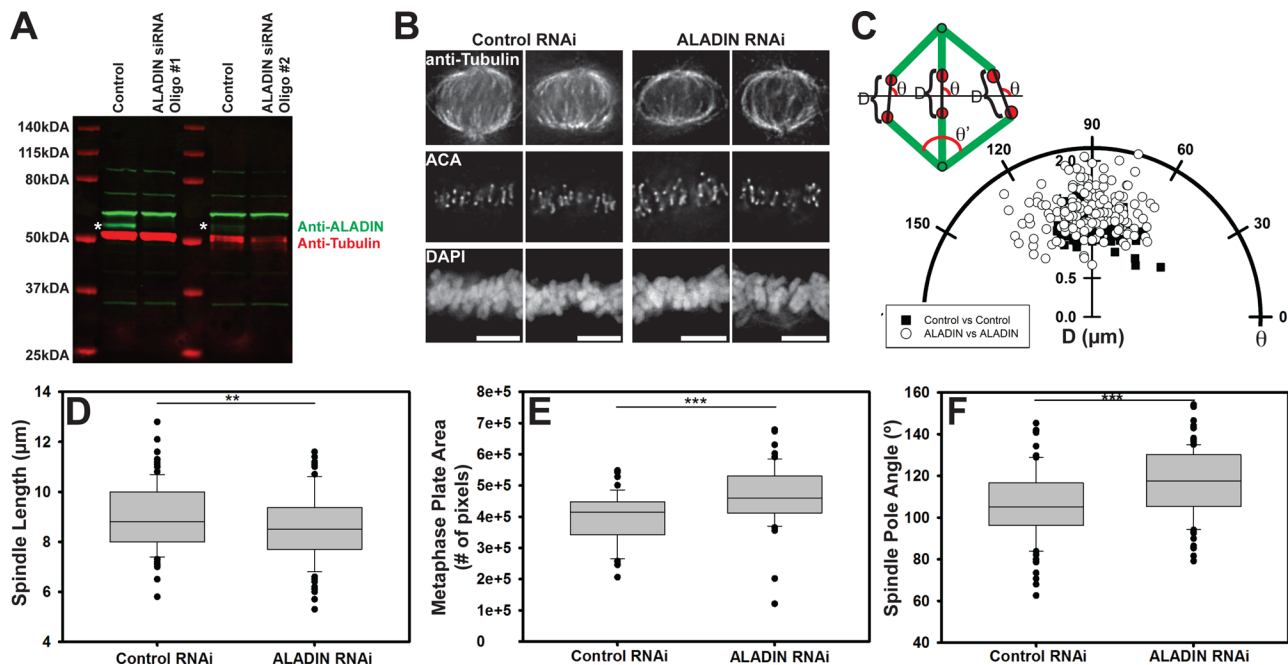 A
Control
ALADIN siRNA
Oligo #1
Control
ALADIN siRNA
Oligo #2
140kDA
115kDA
80kDA
50kDA
37kDA
25kDA
*
*
Anti-ALADIN
Anti-Tubulin
B
Control RNAi
ALADIN RNAi
anti-Tubulin
ACA
DAPI
C
D
θ
D
θ
D
θ
θ'
150
120
90
60
30
0
2.0
1.5
1.0
0.5
0.0
D (µm)
θ
Control vs Control
ALADIN vs ALADIN
D
**
Spindle Length (µm)
14
12
10
8
6
4
Control RNAi
ALADIN RNAi
E
***
Metaphase Plate Area
(# of pixels)
8e+5
7e+5
6e+5
5e+5
4e+5
3e+5
2e+5
1e+5
0
Control RNAi
ALADIN RNAi
F
***
Spindle Pole Angle (º)
160
140
120
100
80
60
40
Control RNAi
ALADIN RNAi